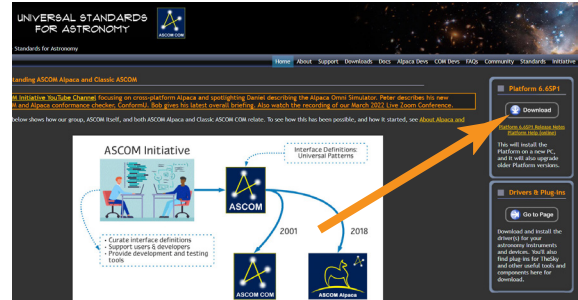 UNIVERSAL STANDARDS
FOR ASTRONOMY
ASCOM.COM
Standards for Astronomy
Home About Support Downloads Docs Alpaca Devs COM Devs FAQs Community Standards Initiative
tanding ASCOM Alpaca and Classic ASCOM
M Initiative YouTube Channel focusing on cross-platform Alpaca and spotlighting Daniel describing the Alpaca Omni Simulator. Peter describes his new
M and Alpaca conformance checker, ConformU. Bob gives his latest overall briefing. Also watch the recording of our March 2022 Live Zoom Conference.
below shows how our group, ASCOM itself, and both ASCOM Alpaca and Classic ASCOM COM relate. To see how this has been possible, and how it started, see About Alpaca and
ASCOM Initiative
Interface Definitions:
Universal Patterns
ASCOM
2001
2018
• Curate interface definitions
• Support users & developers
• Provide development and testing
tools
ASCOM COM
ASCOM Alpaca
Platform 6.6SP1
Download
Platform 6.6SP1 Release Notes
Platform Help (online)
This will install the
Platform on a new PC,
and it will also upgrade
older Platform versions.
Drivers & Plug-Ins
Go to Page
Download and install the
driver(s) for your
astronomy instruments
and devices. You'll also
find plug-ins for TheSky
and other useful tools and
components here for
download.